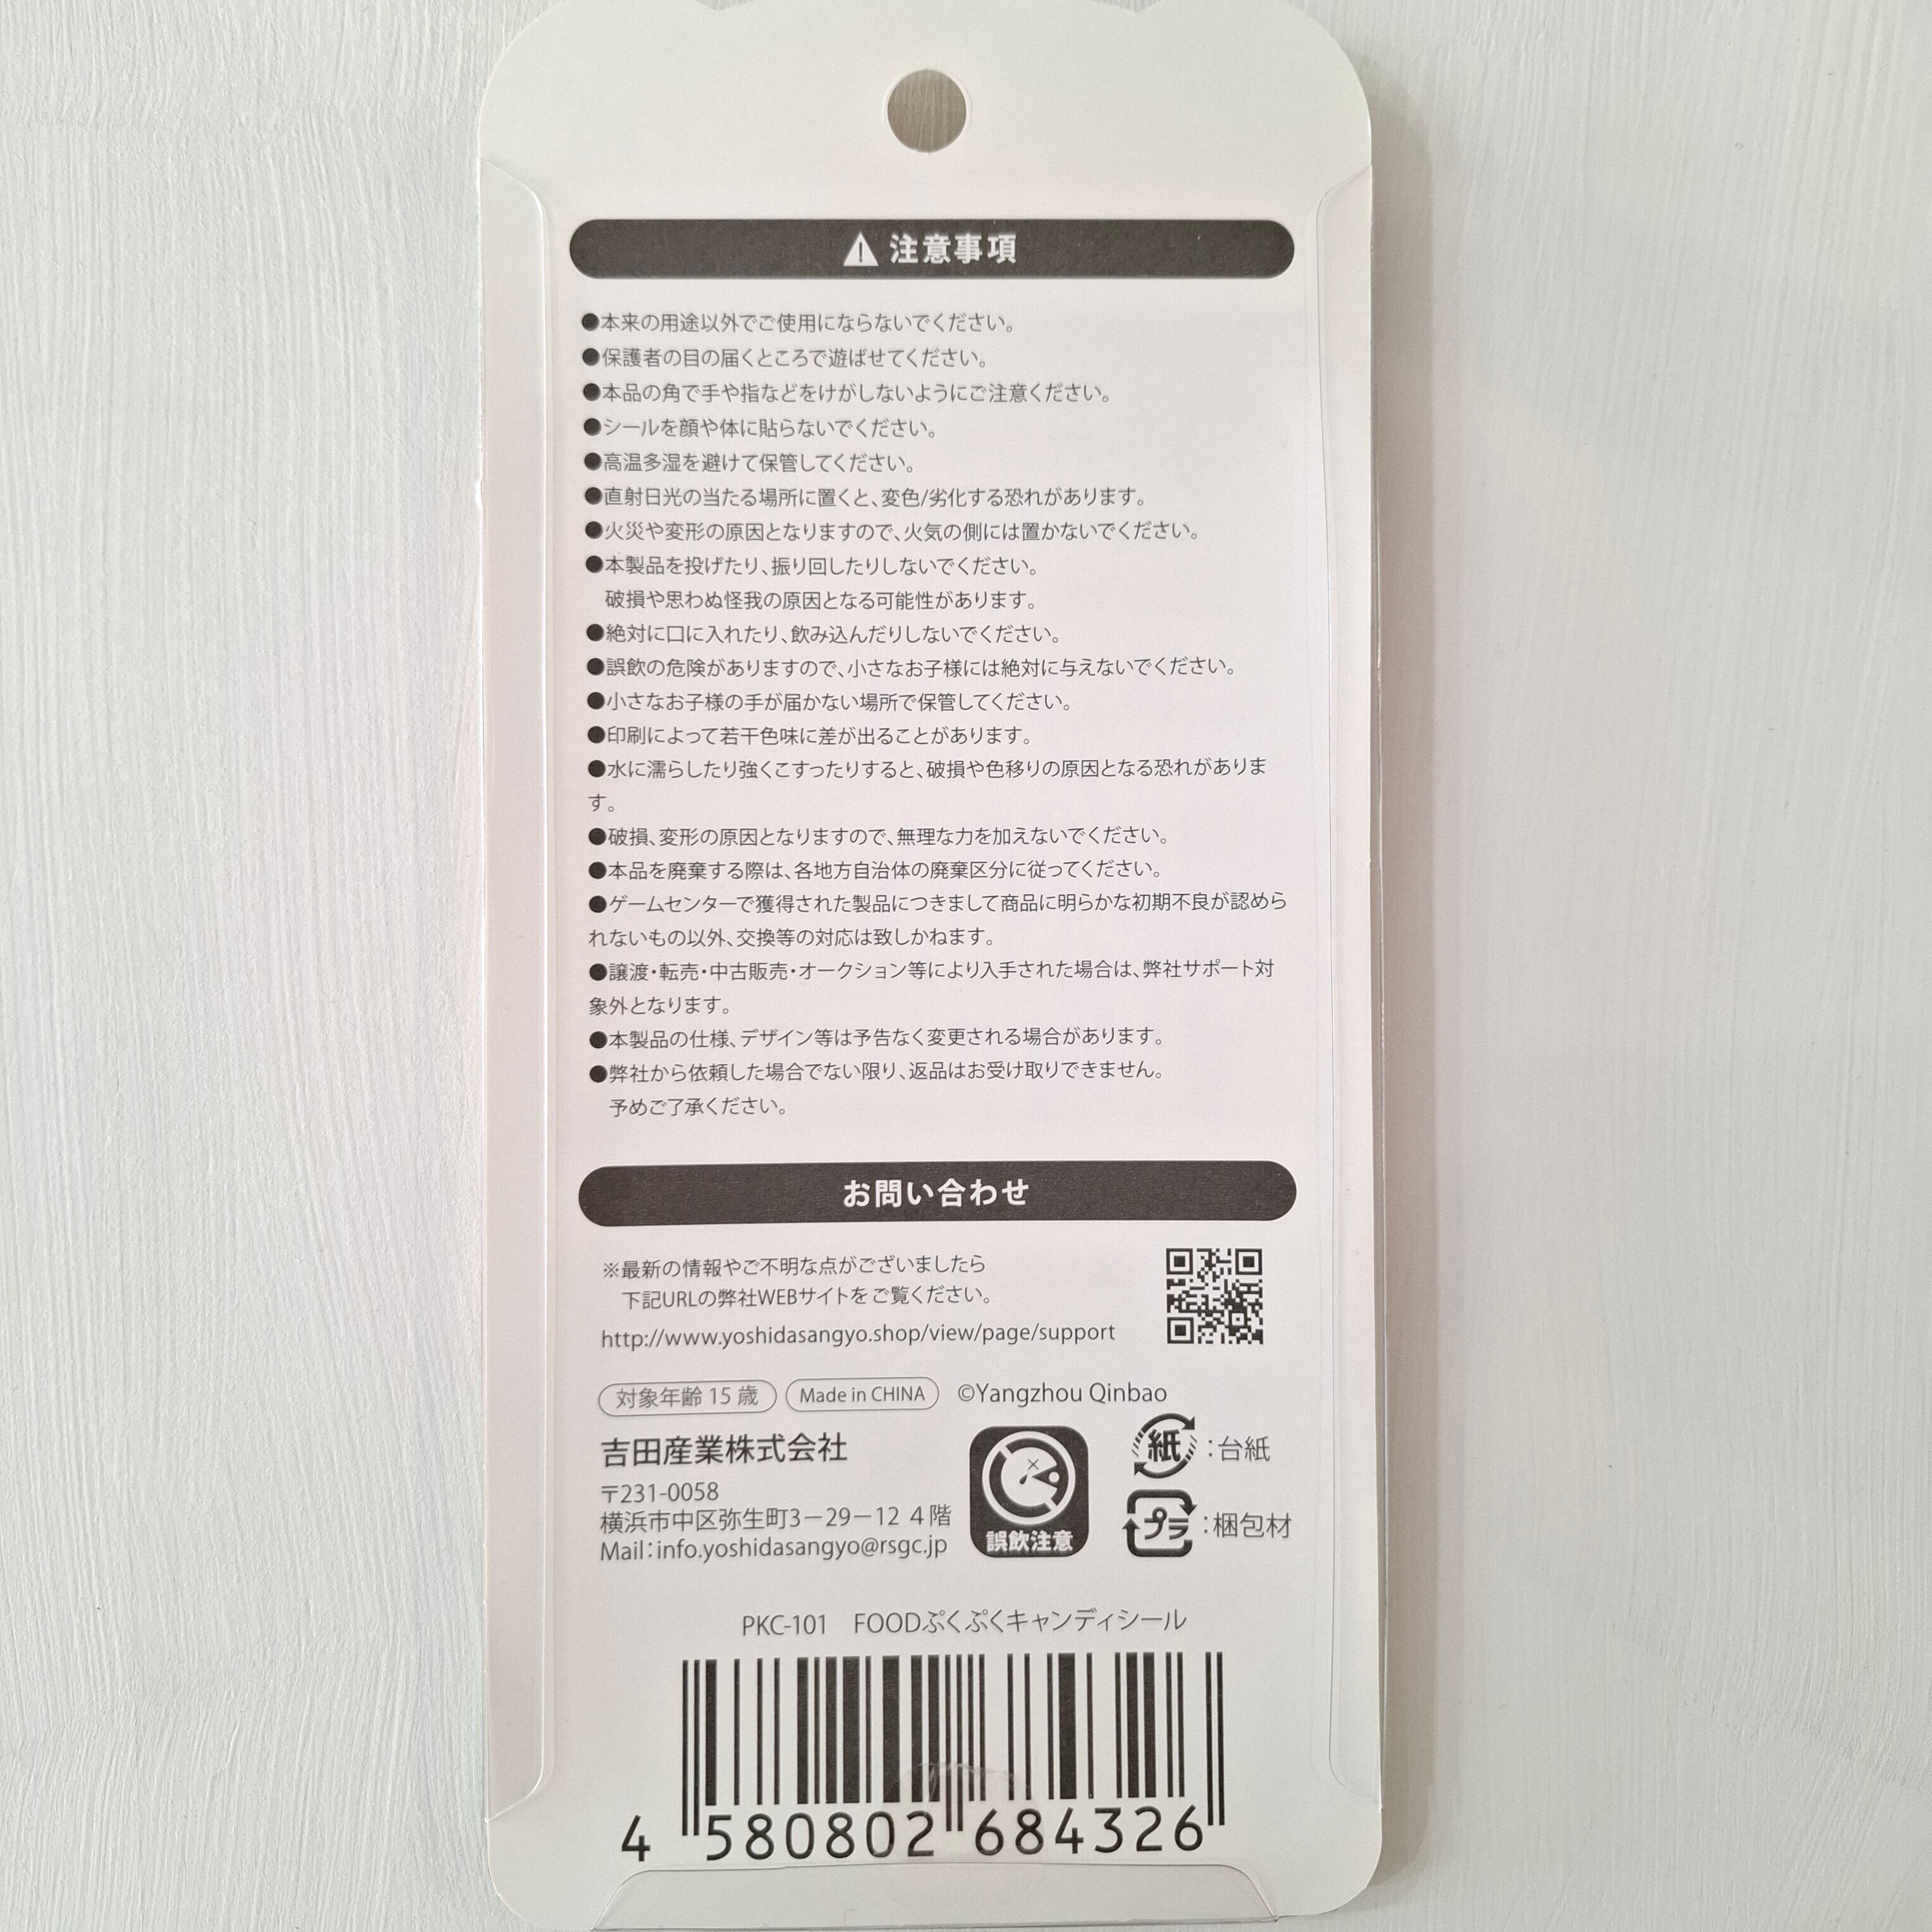 ⚠ 注意事項
●本来の用途以外でご使用にならないでください。
●保護者の目の届くところで遊ばせてください。
●本品の角で手や指などをけがしないようにご注意ください。
●シールを顔や体に貼らないでください。
●高温多湿を避けて保管してください。
●直射日光の当たる場所に置くと、変色/劣化する恐れがあります。
●火災や変形の原因となりますので、火気の側には置かないでください。
●本製品を投げたり、振り回したりしないでください。
破損や思わぬ怪我の原因となる可能性があります。
●絶対に口に入れたり、飲み込んだりしないでください。
●誤飲の危険がありますので、小さなお子様には絶対に与えないでください。
●小さなお子様の手が届かない場所で保管してください。
●印刷によって若干色味に差が出ることがあります。
●水に濡らしたり強くこすったりすると、破損や色移りの原因となる恐れがありま
す。
●破損、変形の原因となりますので、無理な力を加えないでください。
●本品を廃棄する際は、各地方自治体の廃棄区分に従ってください。
●ゲームセンターで獲得された製品につきまして商品に明らかな初期不良が認めら
れないもの以外、交換等の対応は致しかねます。
●譲渡・転売・中古販売・オークション等により入手された場合は、弊社サポート対
象外となります。
●本製品の仕様、デザイン等は予告なく変更される場合があります。
●弊社から依頼した場合でない限り、返品はお受け取りできません。
予めご了承ください。
お問い合わせ
※最新の情報やご不明な点がございましたら
下記URLの弊社WEBサイトをご覧ください。
http://www.yoshidasangyo.shop/view/page/support
対象年齢 15 歳 Made in CHINA ©Yangzhou Qinbao
吉田産業株式会社
〒231-0058
横浜市中区弥生町3－29－12 4階
Mail：info.yoshidasangyo@rsgc.jp
誤飲注意
紙：台紙
プラ：梱包材
PKC-101 FOODぷくぷくキャンディシール
4 580802 684326